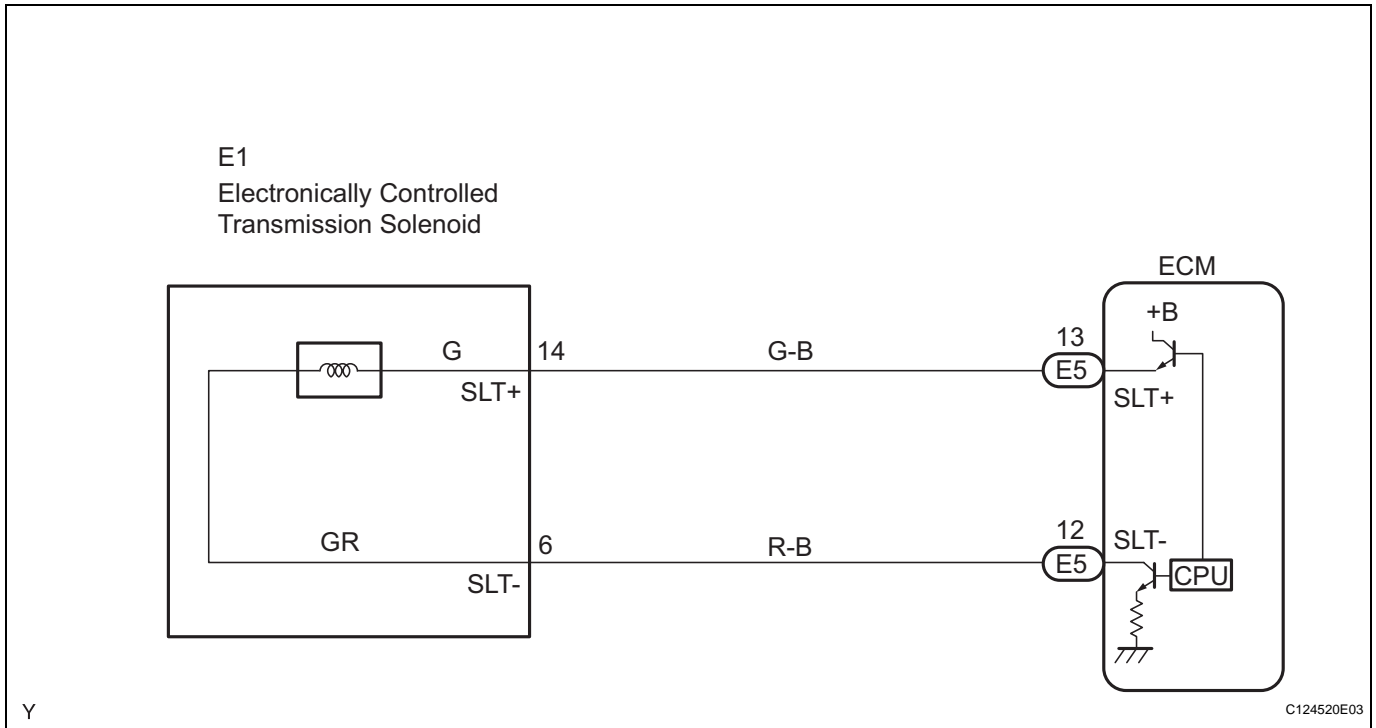 E1
Electronically Controlled
Transmission Solenoid
ECM
+B
G
14
G-B
13
E5
SLT+
SLT+
GR
6
R-B
12
E5
SLT-
SLT-
CPU
Y
C124520E03